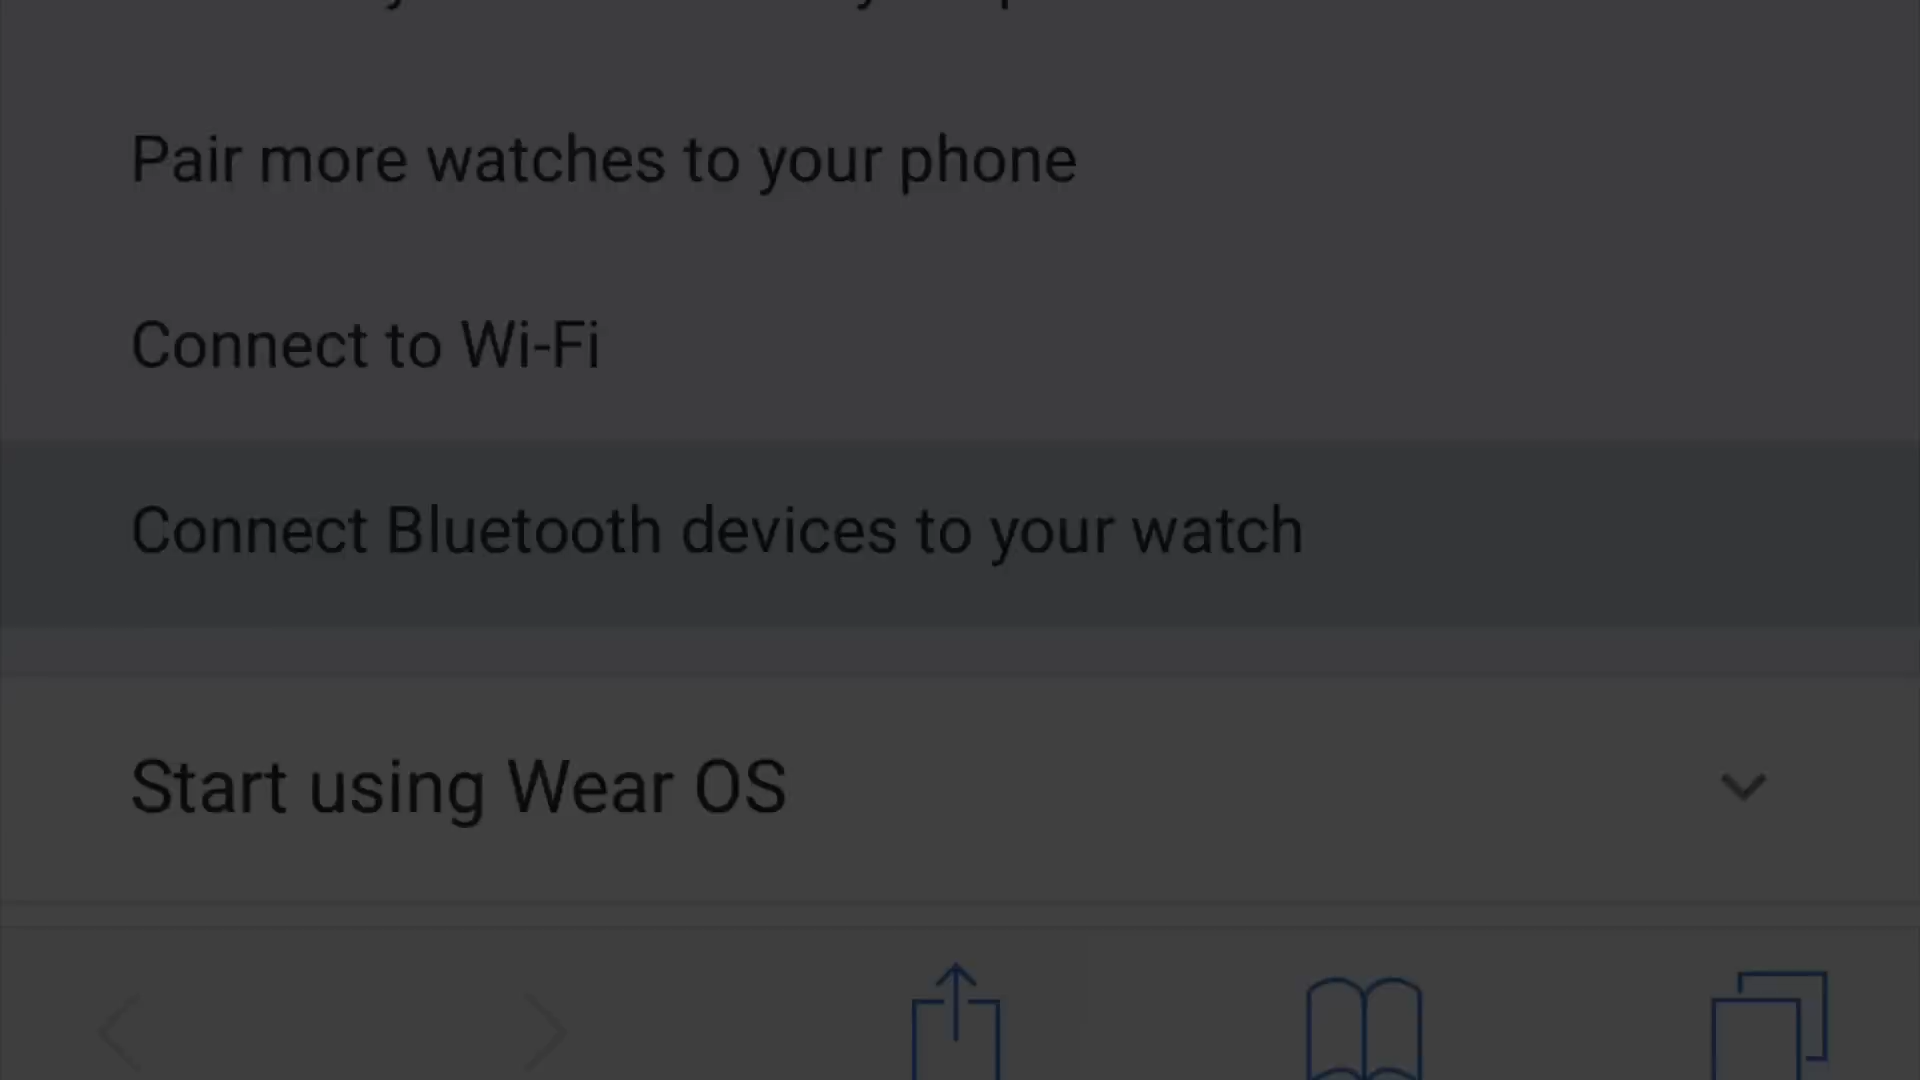 Pair more watches to your phone
Connect to Wi-Fi
Connect Bluetooth devices to your watch
Start using Wear OS